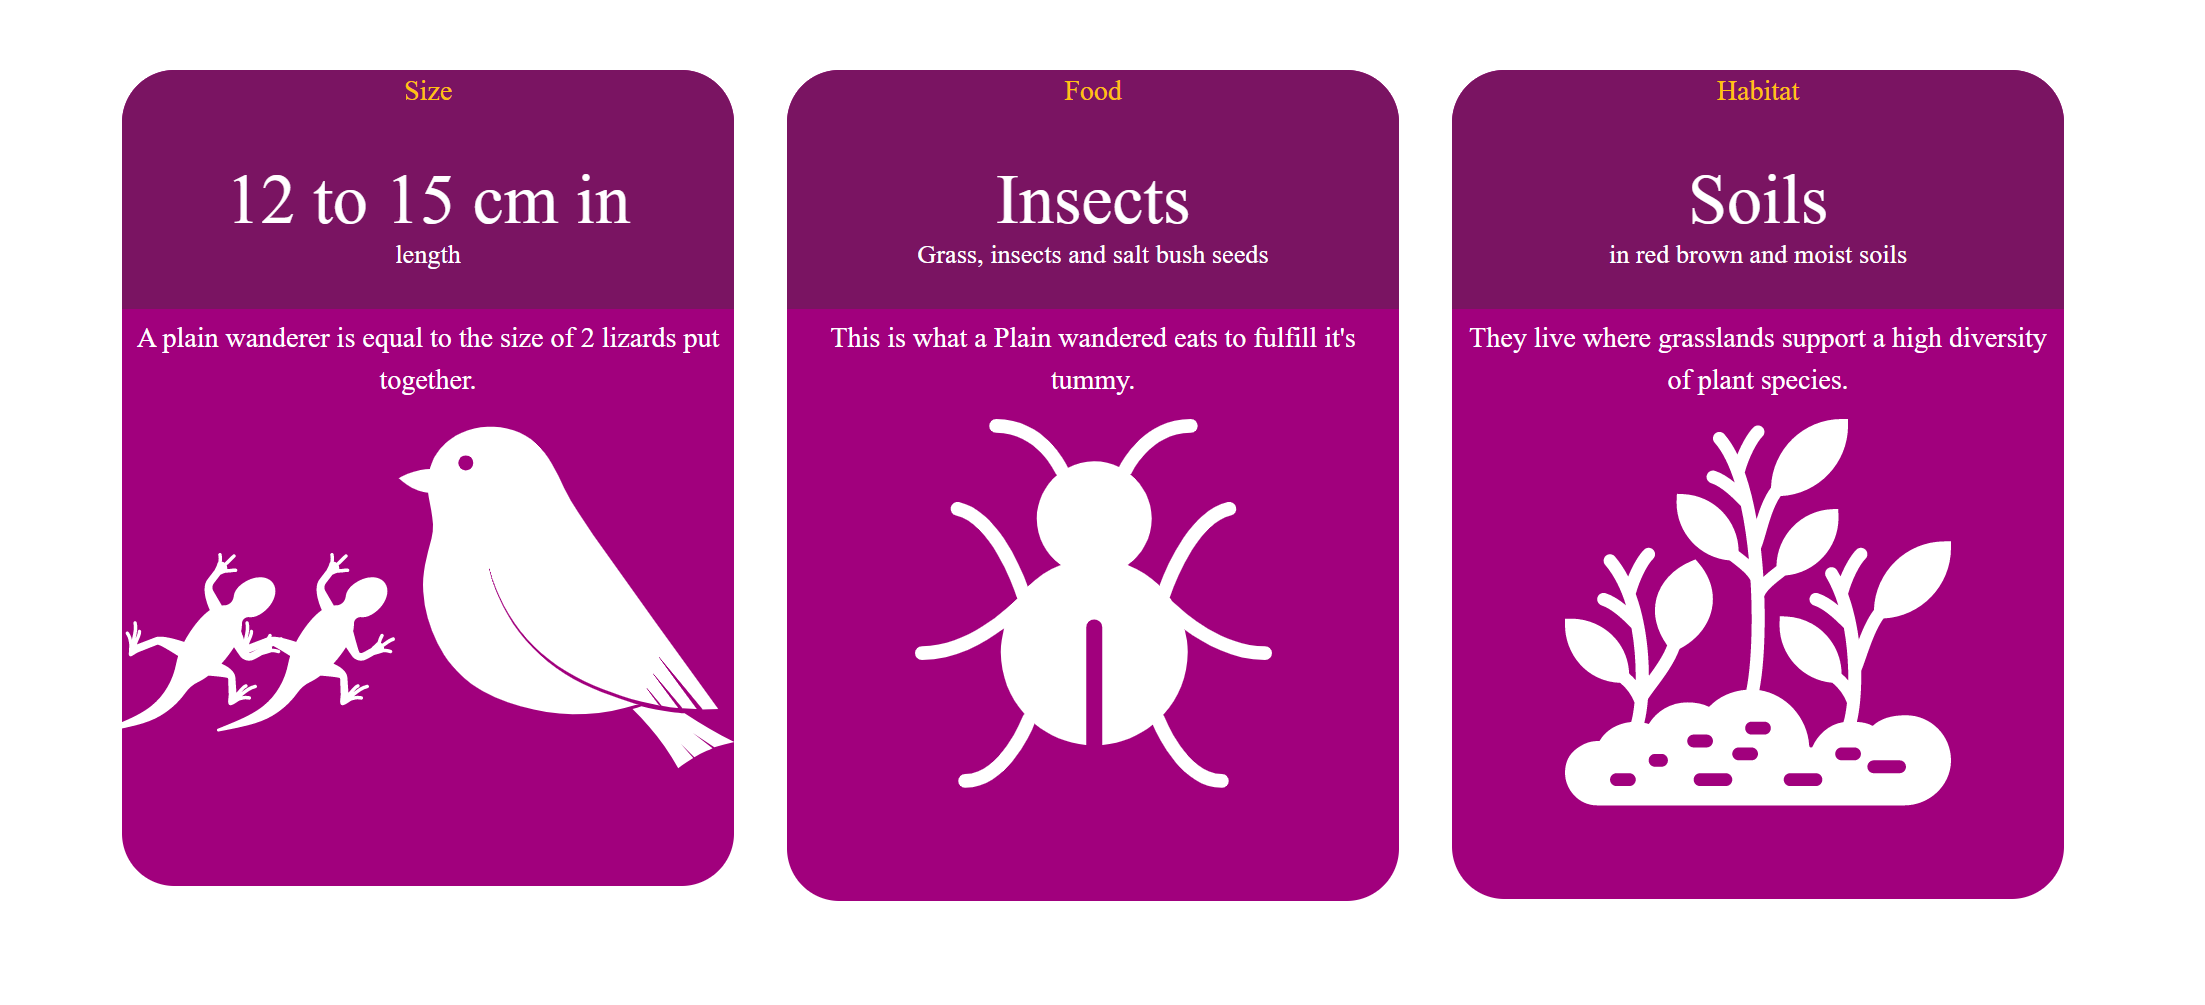 Size
12 to 15 cm in
length
A plain wanderer is equal to the size of 2 lizards put
together.
Food
Insects
Grass, insects and salt bush seeds
This is what a Plain wandered eats to fulfill it's
tummy.
Habitat
Soils
in red brown and moist soils
They live where grasslands support a high diversity
of plant species.